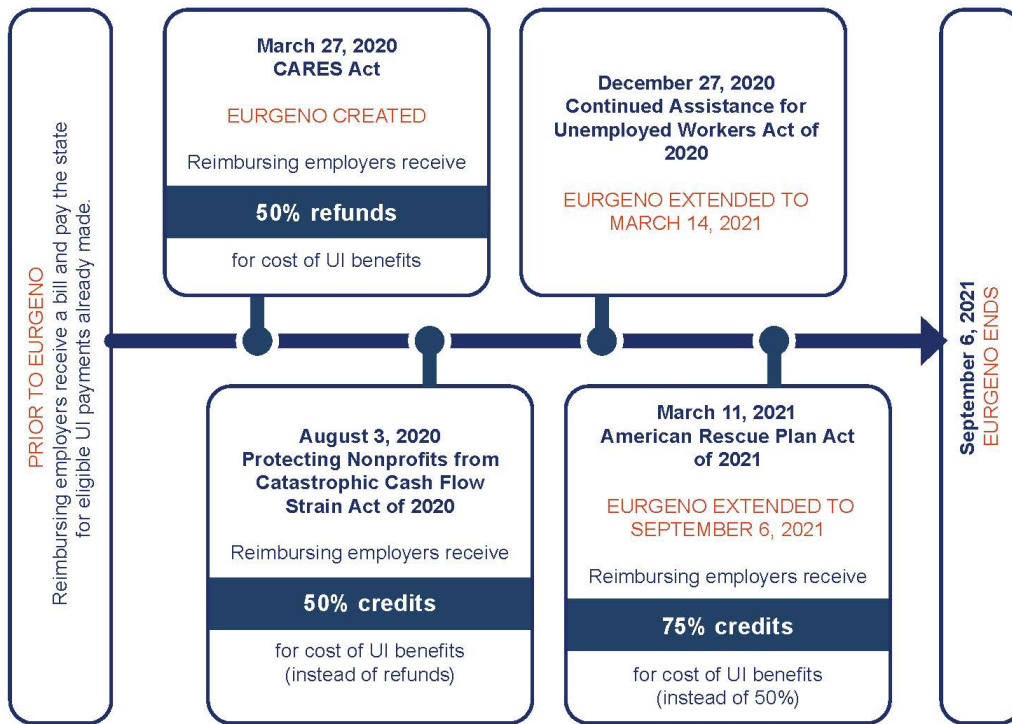 PRIOR TO EURGENO
Reimbursing employers receive a bill and pay the state
for eligible UI payments already made.
March 27, 2020
CARES Act
EURGENO CREATED
Reimbursing employers receive
50% refunds
for cost of UI benefits
August 3, 2020
Protecting Nonprofits from
Catastrophic Cash Flow
Strain Act of 2020
Reimbursing employers receive
50% credits
for cost of UI benefits
(instead of refunds)
December 27, 2020
Continued Assistance for
Unemployed Workers Act of
2020
EURGENO EXTENDED TO
MARCH 14, 2021
March 11, 2021
American Rescue Plan Act
of 2021
EURGENO EXTENDED TO
SEPTEMBER 6, 2021
Reimbursing employers receive
75% credits
for cost of UI benefits
(instead of 50%)
September 6, 2021
EURGENO ENDS